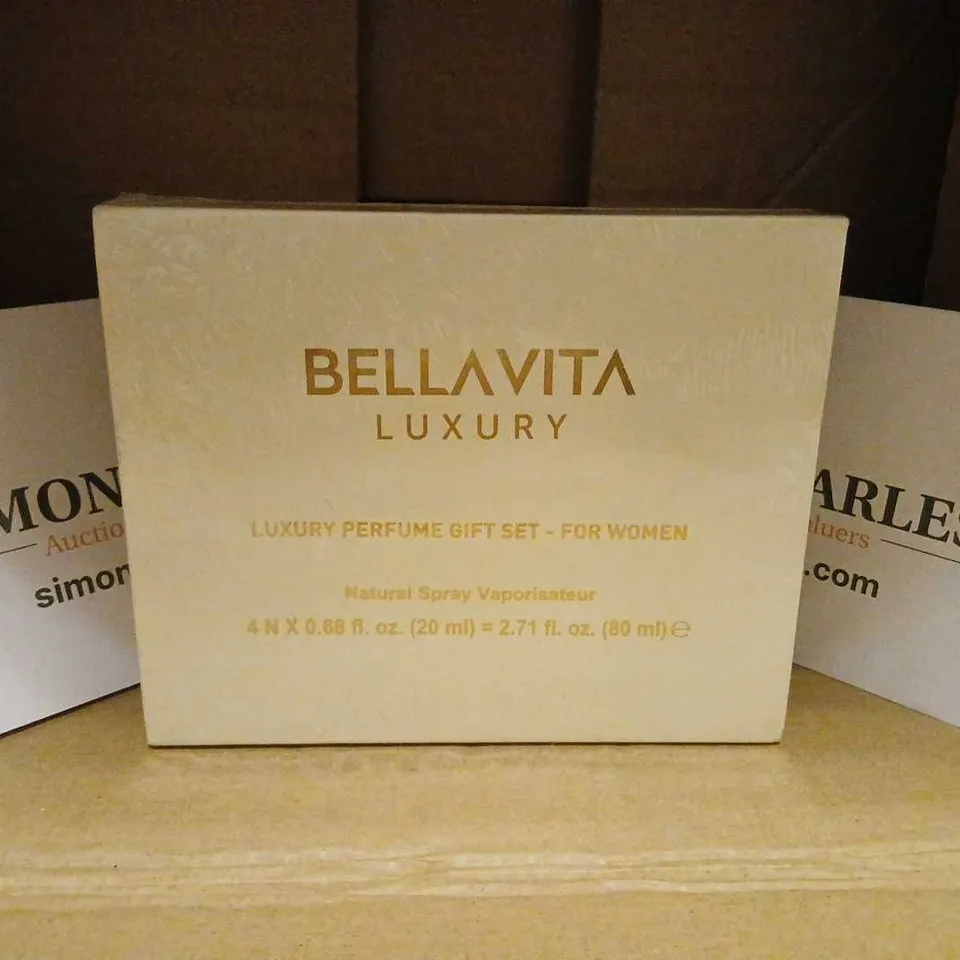 BELLAVITA
LUXURY
LUXURY PERFUME GIFT SET - FOR WOMEN
Natural Spray Vaporisateur
4 N X 0.68 fl. oz. (20 ml) = 2.71 fl. oz. (80 ml) ℮
MON
Auctio
simon
ARLES
luers
.com